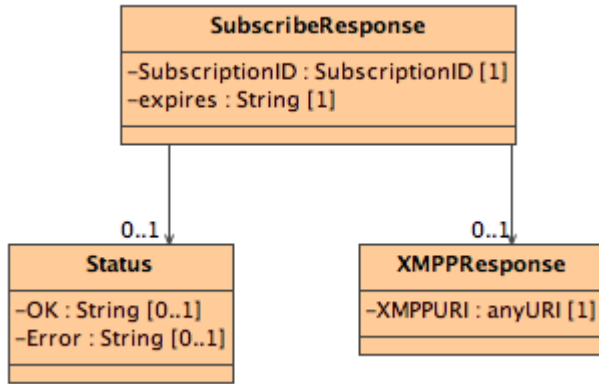 SubscribeResponse
-SubscriptionID : SubscriptionID [1]
-expires : String [1]
0..1
0..1
Status
-OK : String [0..1]
-Error : String [0..1]
XMPPResponse
-XMPPURI : anyURI [1]